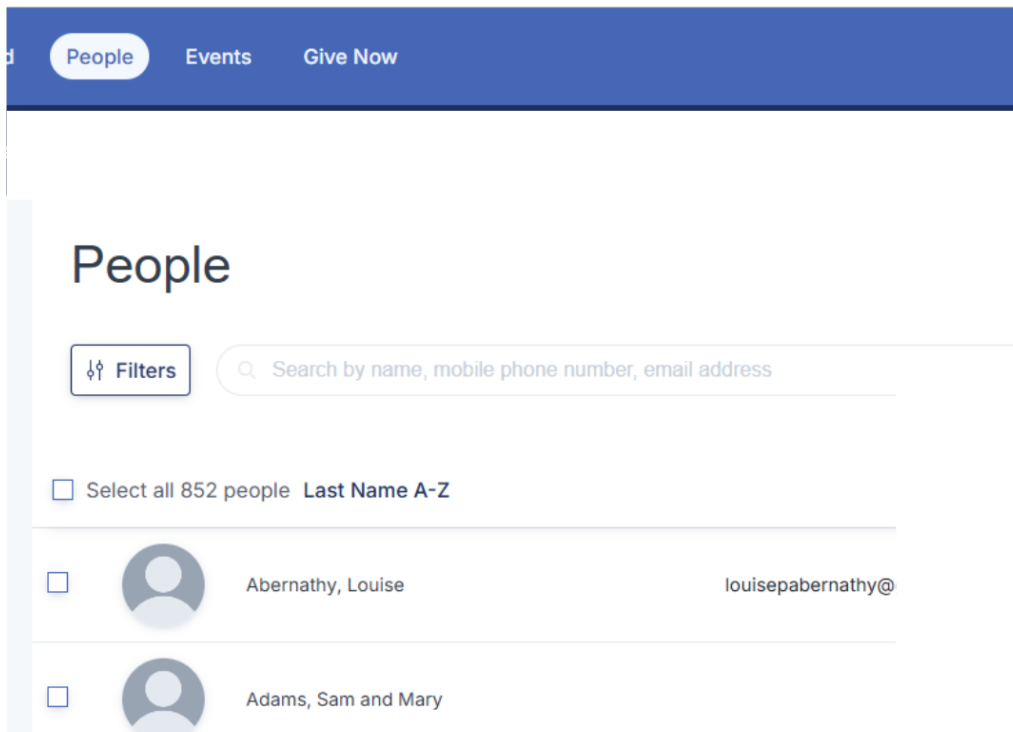 People Events Give Now
People
Filters
Search by name, mobile phone number, email address
Select all 852 people Last Name A-Z
Abernathy, Louise louisepabernathy@
Adams, Sam and Mary